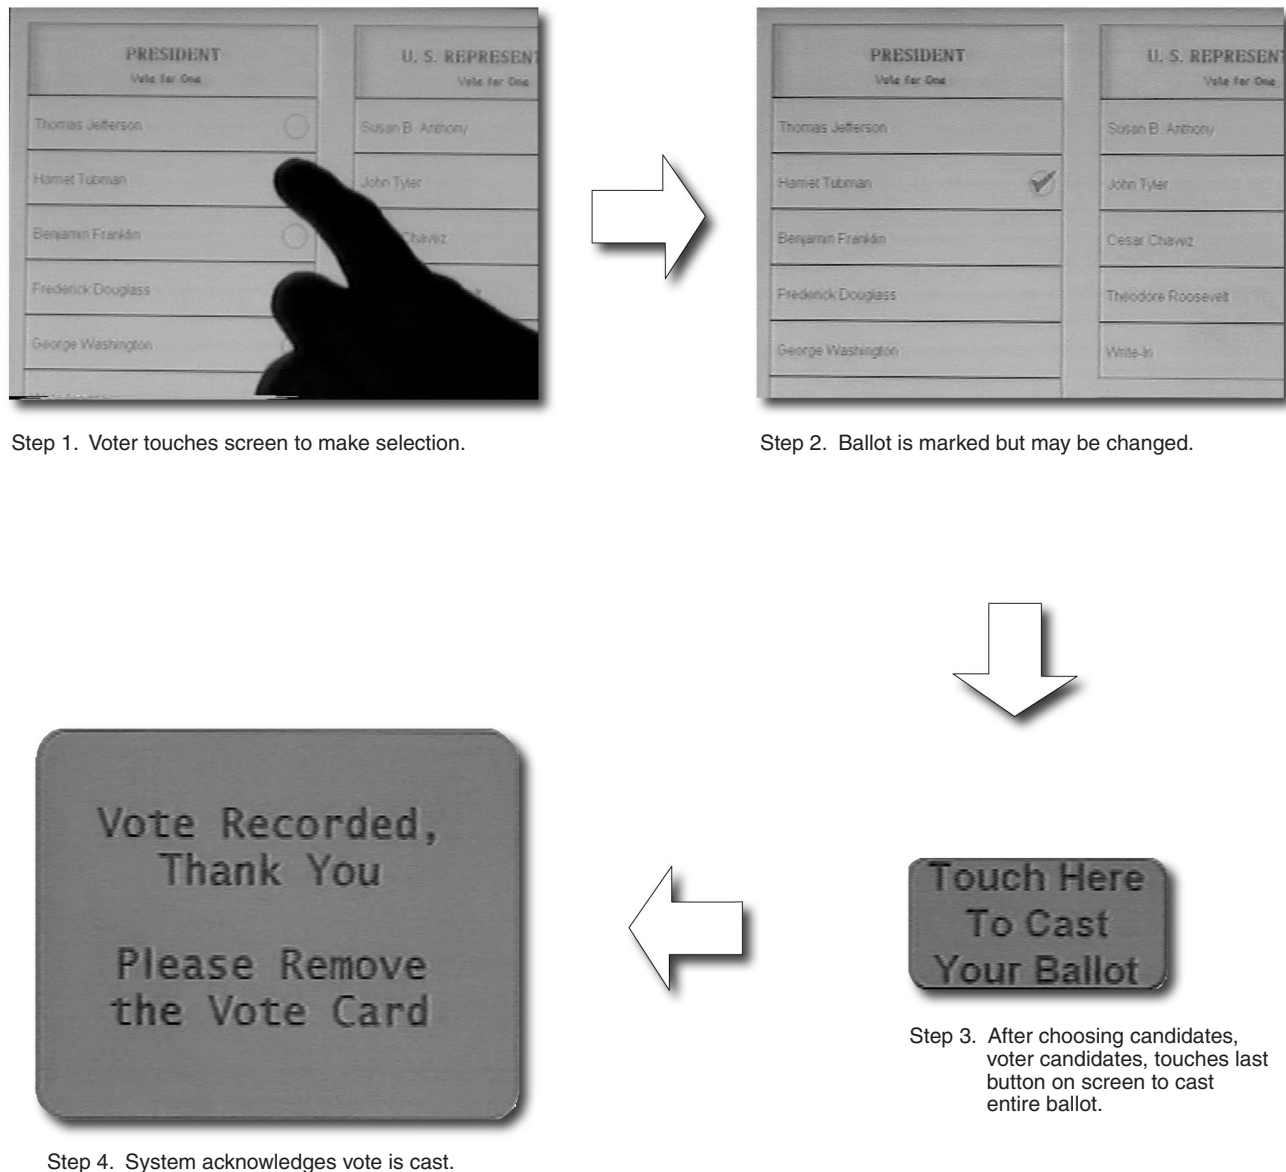 PRESIDENT
Vote for One
Thomas Jefferson
Harriet Tubman
Benjamin Franklin
Frederick Douglass
George Washington
U. S. REPRESENT
Vote for One
Susan B. Anthony
John Tyler
Chavez
Step 1. Voter touches screen to make selection.
PRESIDENT
Vote for One
Thomas Jefferson
Harriet Tubman
Benjamin Franklin
Frederick Douglass
George Washington
U. S. REPRESENT
Vote for One
Susan B. Anthony
John Tyler
Cesar Chavez
Theodore Roosevelt
Write-In
Step 2. Ballot is marked but may be changed.
Touch Here
To Cast
Your Ballot
Step 3. After choosing candidates,
voter candidates, touches last
button on screen to cast
entire ballot.
Vote Recorded,
Thank You
Please Remove
the Vote Card
Step 4. System acknowledges vote is cast.